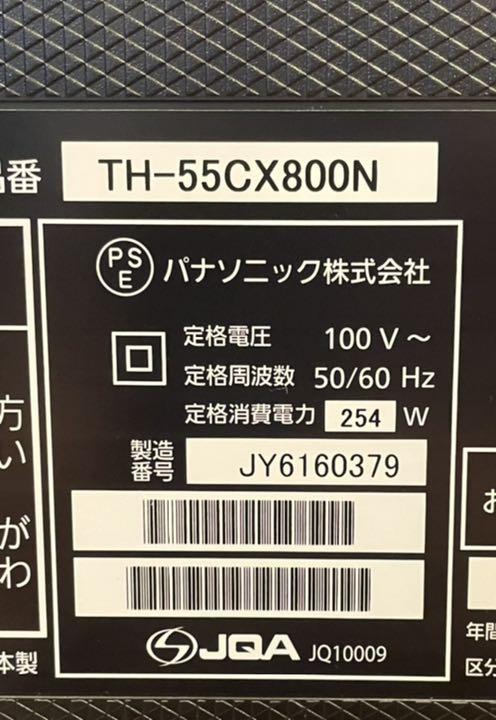 品番 TH-55CX800N
PS
E
パナソニック株式会社
定格電圧 100 V～
定格周波数 50/60 Hz
定格消費電力 254 W
製造
番号 JY6160379
JQA JQ10009
方
い
が
わ
本製
お
年間
区分